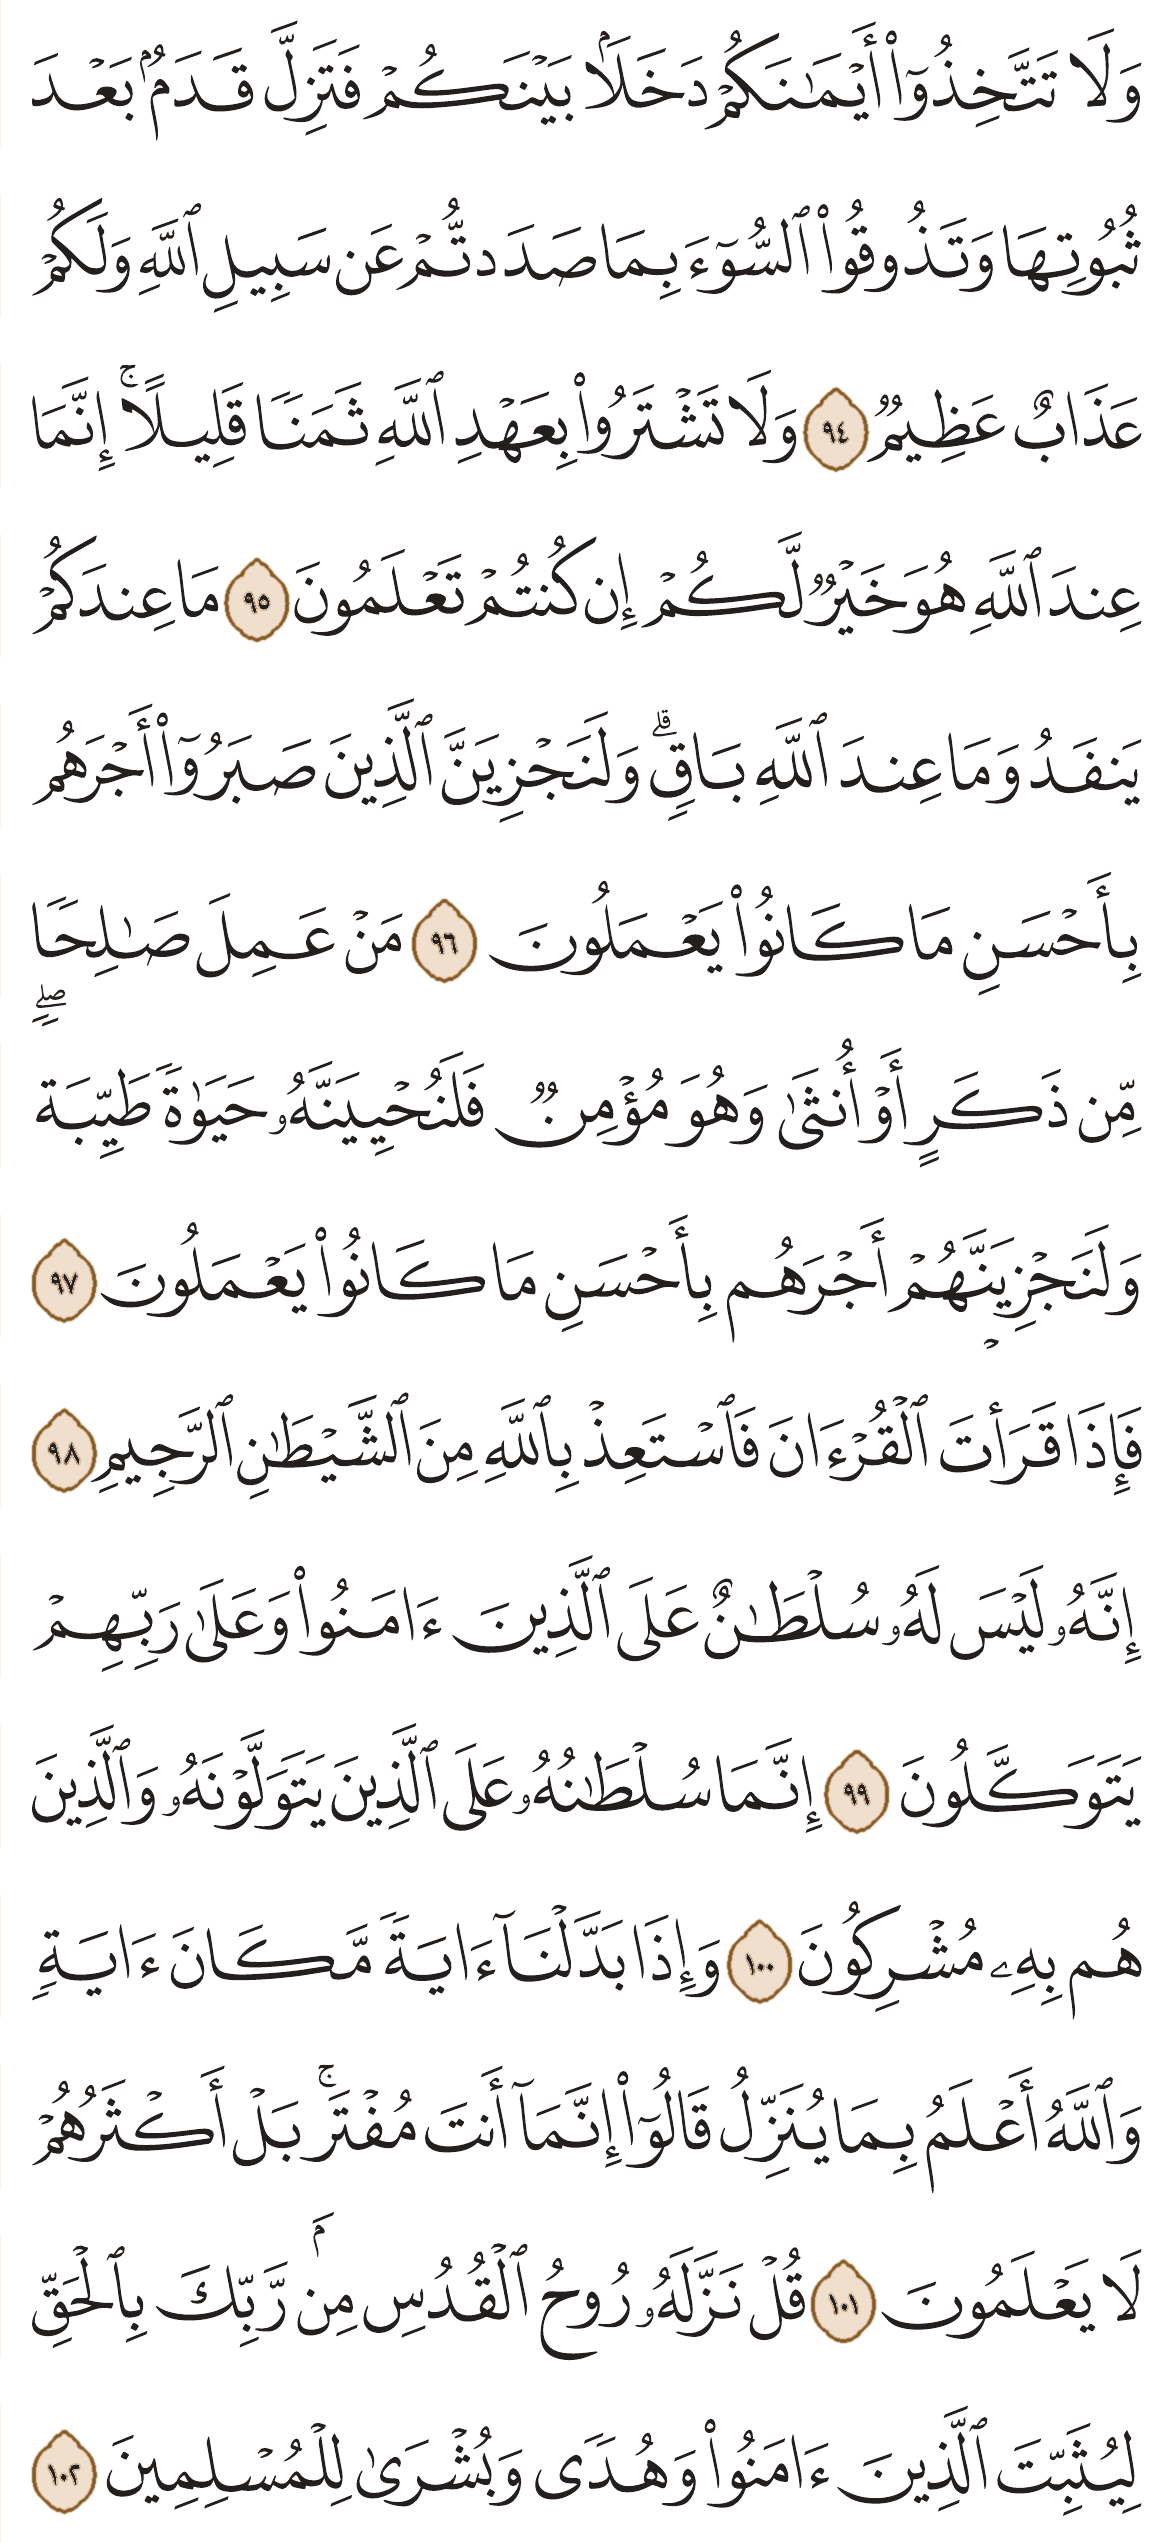 وَلَا تَتَّخِذُوٓا۟ أَيْمَـٰنَكُمْ دَخَلًۢا بَيْنَكُمْ فَتَزِلَّ قَدَمٌۢ بَعْدَ
ثُبُوتِهَا وَتَذُوقُوا۟ ٱلسُّوٓءَ بِمَا صَدَدتُّمْ عَن سَبِيلِ ٱللَّهِ وَلَكُمْ
عَذَابٌ عَظِيمٌ ٩٤ وَلَا تَشْتَرُوا۟ بِعَهْدِ ٱللَّهِ ثَمَنًا قَلِيلًا ۚ إِنَّمَا
عِندَ ٱللَّهِ هُوَ خَيْرٌ لَّكُمْ إِن كُنتُمْ تَعْلَمُونَ ٩٥ مَا عِندَكُمْ
يَنفَدُ وَمَا عِندَ ٱللَّهِ بَاقٍ ۗ وَلَنَجْزِيَنَّ ٱلَّذِينَ صَبَرُوٓا۟ أَجْرَهُم
بِأَحْسَنِ مَا كَانُوا۟ يَعْمَلُونَ ٩٦ مَنْ عَمِلَ صَـٰلِحًا
مِّن ذَكَرٍ أَوْ أُنثَىٰ وَهُوَ مُؤْمِنٌ فَلَنُحْيِيَنَّهُۥ حَيَوٰةً طَيِّبَةً ۖ
وَلَنَجْزِيَنَّهُمْ أَجْرَهُم بِأَحْسَنِ مَا كَانُوا۟ يَعْمَلُونَ ٩٧
فَإِذَا قَرَأْتَ ٱلْقُرْءَانَ فَٱسْتَعِذْ بِٱللَّهِ مِنَ ٱلشَّيْطَـٰنِ ٱلرَّجِيمِ ٩٨
إِنَّهُۥ لَيْسَ لَهُۥ سُلْطَـٰنٌ عَلَى ٱلَّذِينَ ءَامَنُوا۟ وَعَلَىٰ رَبِّهِمْ
يَتَوَكَّلُونَ ٩٩ إِنَّمَا سُلْطَـٰنُهُۥ عَلَى ٱلَّذِينَ يَتَوَلَّوْنَهُۥ وَٱلَّذِينَ
هُم بِهِۦ مُشْرِكُونَ ١٠٠ وَإِذَا بَدَّلْنَآ ءَايَةً مَّكَانَ ءَايَةٍ
وَٱللَّهُ أَعْلَمُ بِمَا يُنَزِّلُ قَالُوٓا۟ إِنَّمَآ أَنتَ مُفْتَرٍۭ ۚ بَلْ أَكْثَرُهُمْ
لَا يَعْلَمُونَ ١٠١ قُلْ نَزَّلَهُۥ رُوحُ ٱلْقُدُسِ مِن رَّبِّكَ بِٱلْحَقِّ
لِيُثَبِّتَ ٱلَّذِينَ ءَامَنُوا۟ وَهُدًى وَبُشْرَىٰ لِلْمُسْلِمِينَ ١٠٢